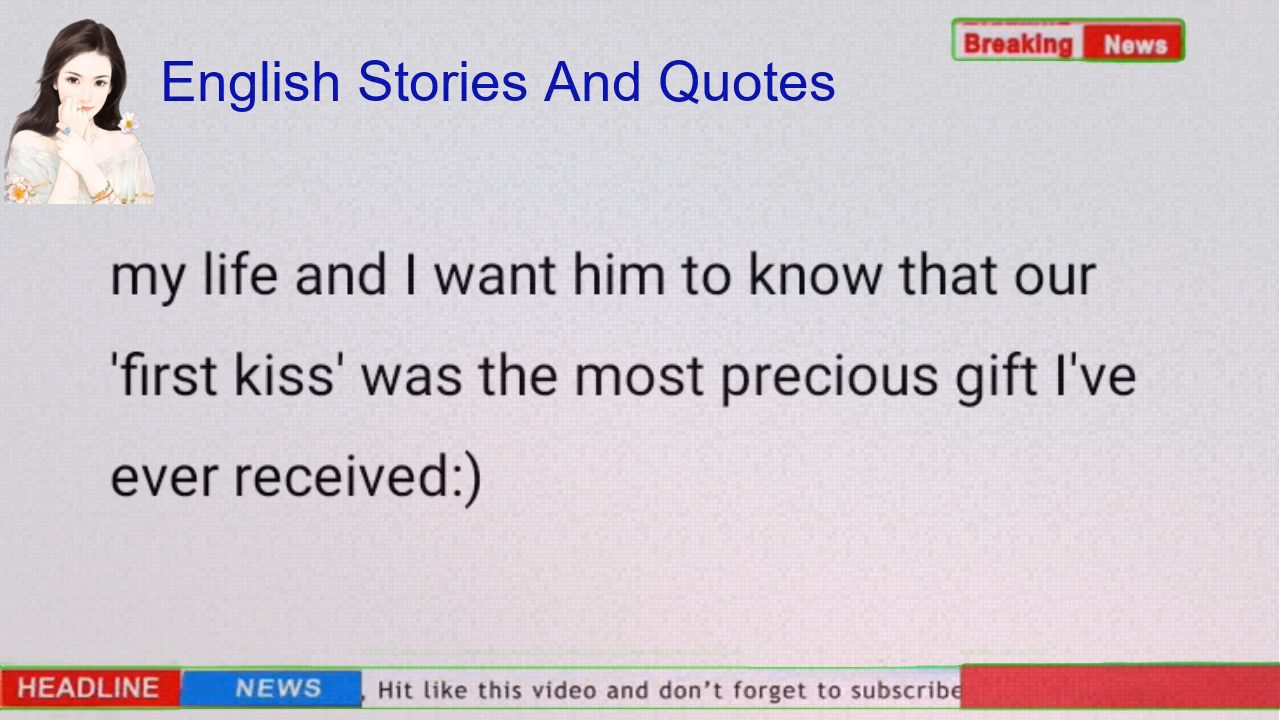 Breaking News
English Stories And Quotes
my life and I want him to know that our
'first kiss' was the most precious gift I've
ever received:)
HEADLINE NEWS , Hit like this video and don't forget to subscribe